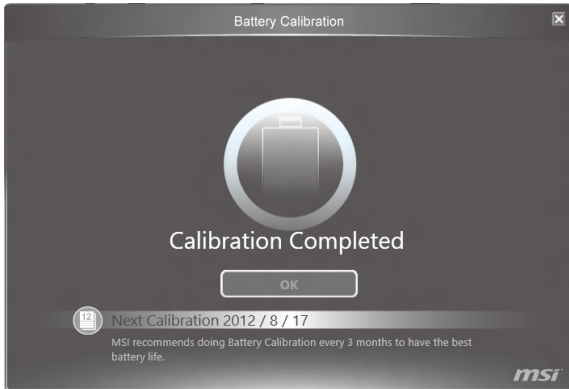 Battery Calibration
Calibration Completed
OK
12
Next Calibration 2012 / 8 / 17
MSI recommends doing Battery Calibration every 3 months to have the best
battery life.
msi